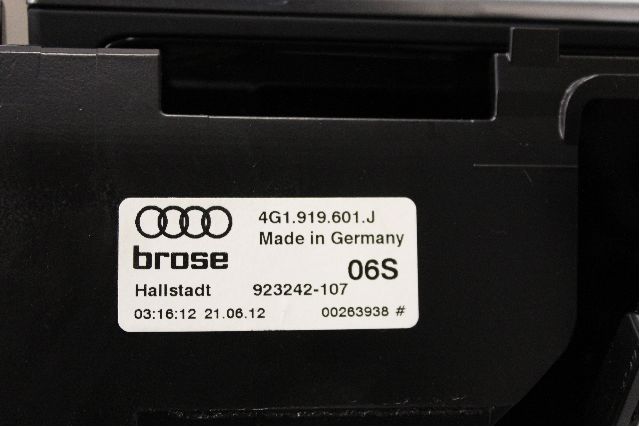 4G1.919.601.J
Made in Germany
brose
06S
Hallstadt 923242-107
03:16:12 21.06.12 00263938 #